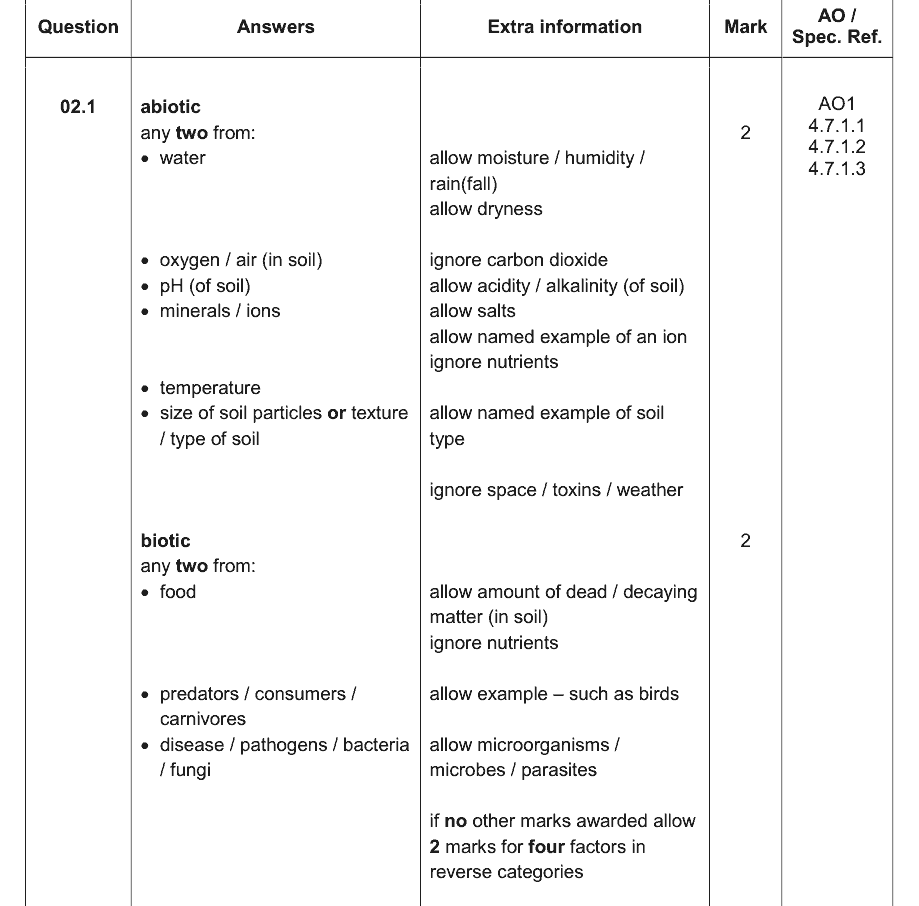 Question Answers Extra information Mark AO /
Spec. Ref.
02.1 abiotic AO1
any two from: 2 4.7.1.1
• water allow moisture / humidity / 4.7.1.2
rain(fall) 4.7.1.3
allow dryness
• oxygen / air (in soil) ignore carbon dioxide
• pH (of soil) allow acidity / alkalinity (of soil)
• minerals / ions allow salts
allow named example of an ion
ignore nutrients
• temperature
• size of soil particles or texture allow named example of soil
/ type of soil type
ignore space / toxins / weather
biotic 2
any two from:
• food allow amount of dead / decaying
matter (in soil)
ignore nutrients
• predators / consumers / allow example – such as birds
carnivores
• disease / pathogens / bacteria allow microorganisms /
/ fungi microbes / parasites
if no other marks awarded allow
2 marks for four factors in
reverse categories